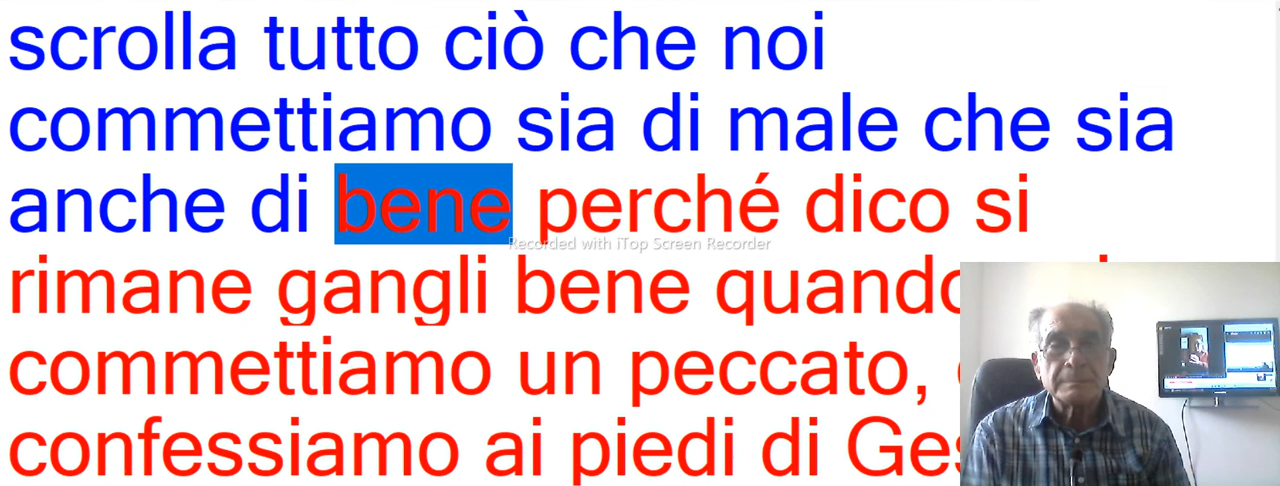 scrolla tutto ciò che noi
commettiamo sia di male che sia
anche di bene perché dico si
Recorded with iTop Screen Recorder
rimane gangli bene quando
commettiamo un peccato,
confessiamo ai piedi di Ges